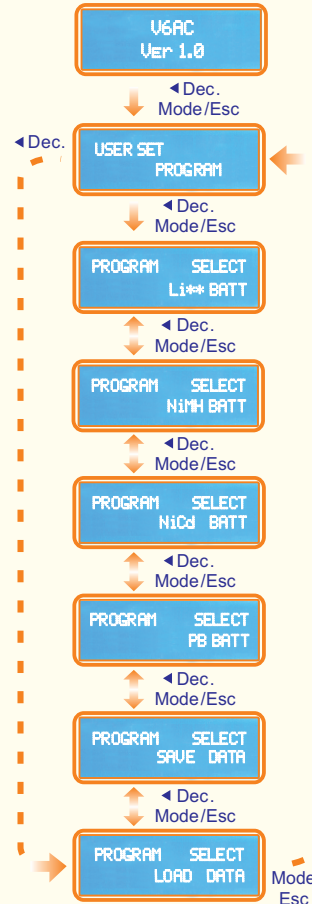 V6AC
Ver 1.0
◄Dec.
Mode/Esc
◄Dec.
USER SET
PROGRAM
◄Dec.
Mode/Esc
PROGRAM SELECT
Li** BATT
◄Dec.
Mode/Esc
PROGRAM SELECT
NiMH BATT
◄Dec.
Mode/Esc
PROGRAM SELECT
NiCd BATT
◄Dec.
Mode/Esc
PROGRAM SELECT
PB BATT
◄Dec.
Mode/Esc
PROGRAM SELECT
SAVE DATA
◄Dec.
Mode/Esc
PROGRAM SELECT
LOAD DATA
Mode
Esc